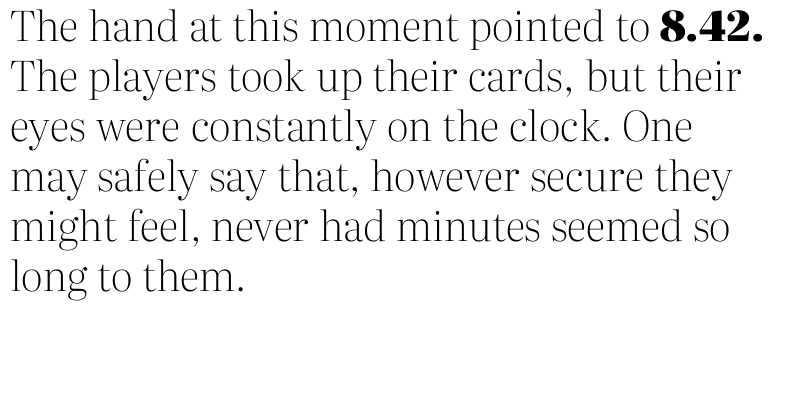 The hand at this moment pointed to 8.42.
The players took up their cards, but their
eyes were constantly on the clock. One
may safely say that, however secure they
might feel, never had minutes seemed so
long to them.